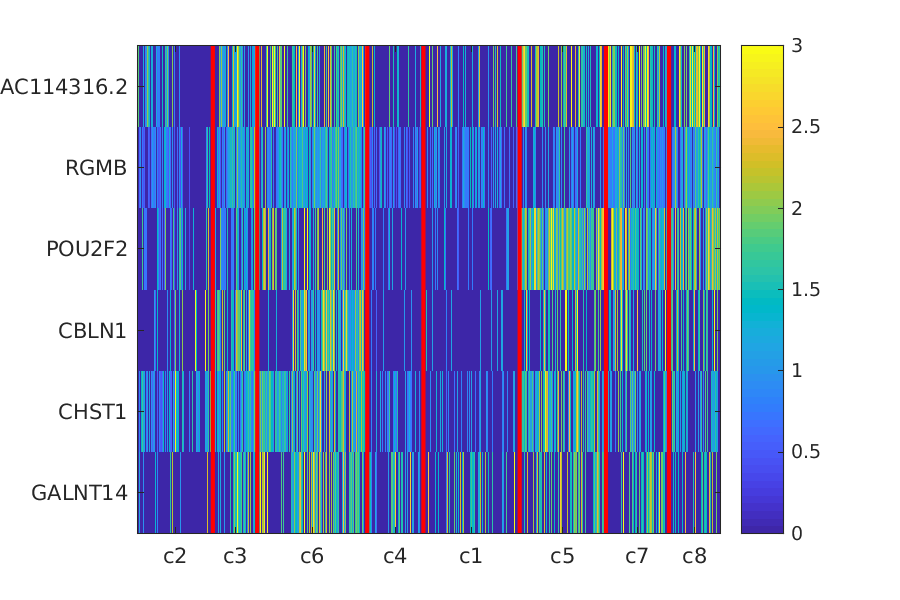 AC114316.2
RGMB
POU2F2
CBLN1
CHST1
GALNT14
c2 c3 c6 c4 c1 c5 c7 c8
3
2.5
2
1.5
1
0.5
0